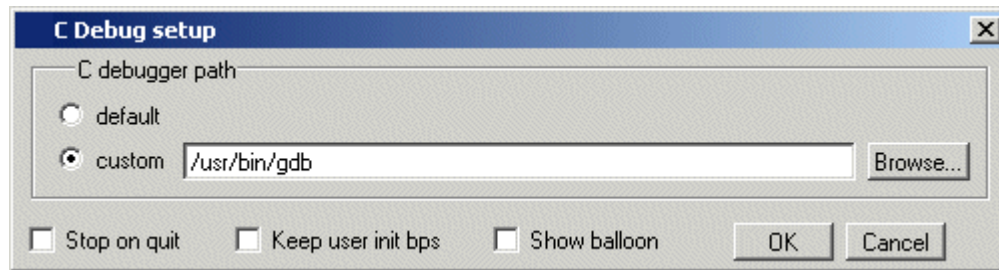 C Debug setup
C debugger path
default
custom /usr/bin/gdb Browse...
Stop on quit Keep user init bps Show balloon OK Cancel